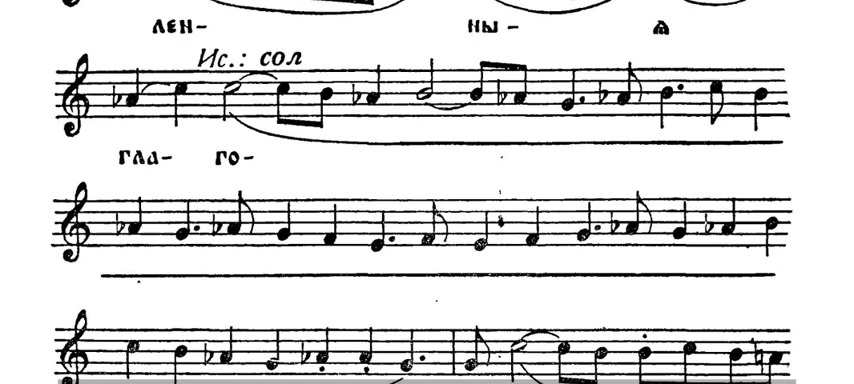 лен- ны- ѧ
Ис.: сол
гла- го-